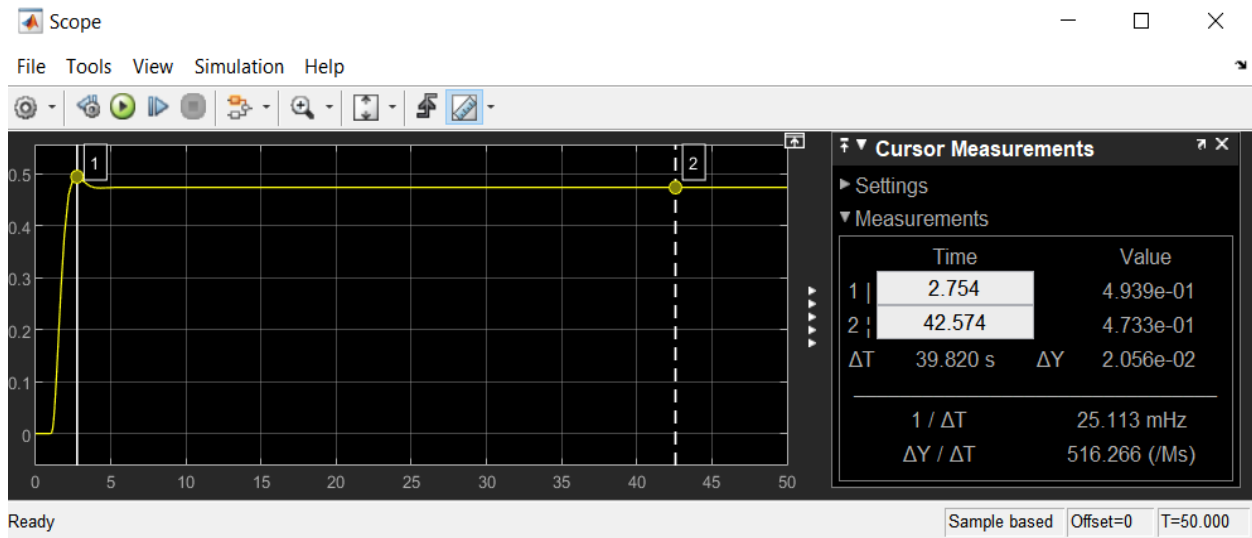 Scope
File Tools View Simulation Help
0.5
0.4
0.3
0.2
0.1
0
0 5 10 15 20 25 30 35 40 45 50
1
2
Cursor Measurements
Settings
Measurements
Time Value
1 | 2.754 4.939e-01
2 ¦ 42.574 4.733e-01
ΔT 39.820 s ΔY 2.056e-02
1 / ΔT 25.113 mHz
ΔY / ΔT 516.266 (/Ms)
Ready Sample based Offset=0 T=50.000